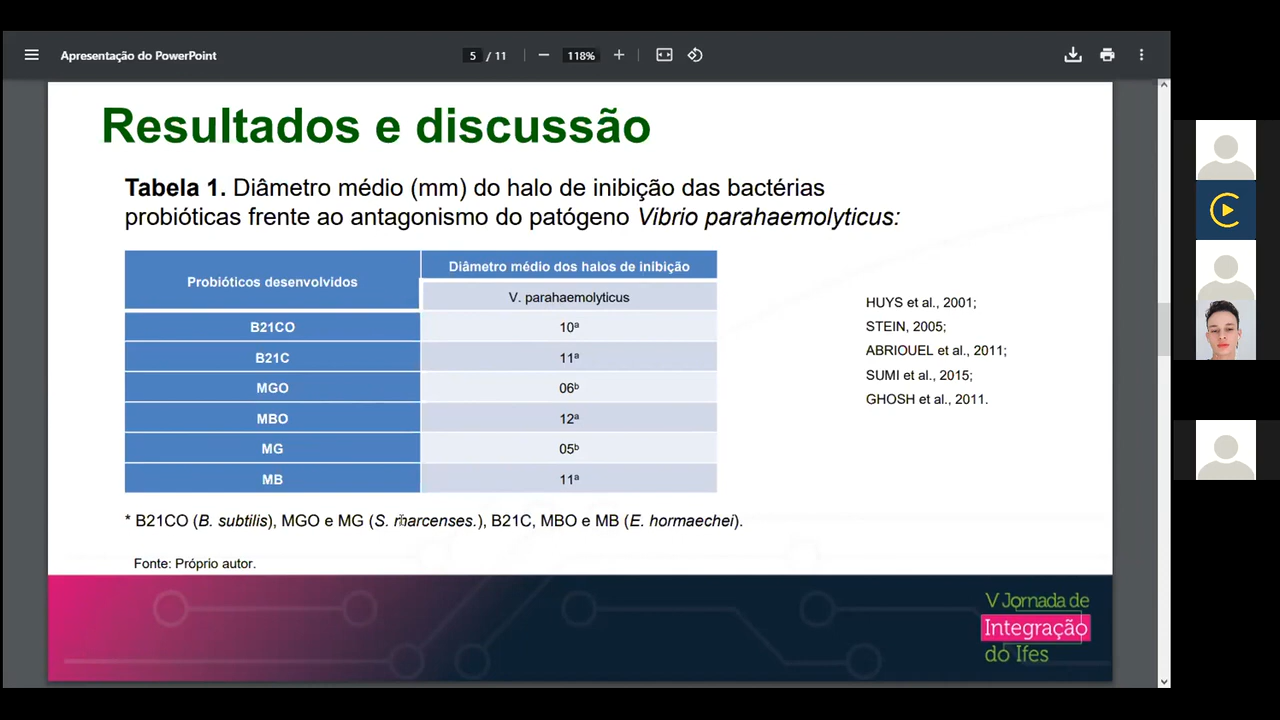 Apresentação do PowerPoint
5 / 11
118%
Resultados e discussão
Tabela 1. Diâmetro médio (mm) do halo de inibição das bactérias
probióticas frente ao antagonismo do patógeno Vibrio parahaemolyticus:
Probióticos desenvolvidos
Diâmetro médio dos halos de inibição
V. parahaemolyticus
B21CO 10ᵃ
B21C 11ᵃ
MGO 06ᵇ
MBO 12ᵃ
MG 05ᵇ
MB 11ᵃ
HUYS et al., 2001;
STEIN, 2005;
ABRIOUEL et al., 2011;
SUMI et al., 2015;
GHOSH et al., 2011.
* B21CO (B. subtilis), MGO e MG (S. marcenses.), B21C, MBO e MB (E. hormaechei).
Fonte: Próprio autor.
V Jornada de
Integração
do Ifes